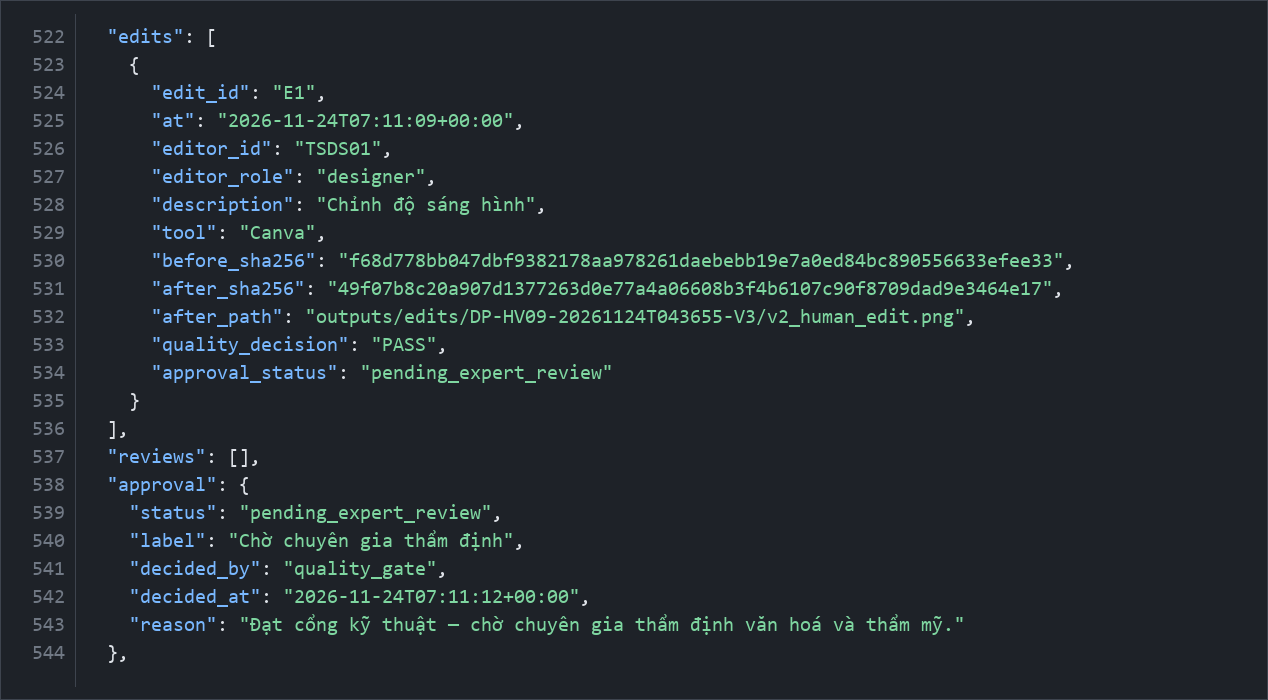 522 "edits": [
523 {
524 "edit_id": "E1",
525 "at": "2026-11-24T07:11:09+00:00",
526 "editor_id": "TSDS01",
527 "editor_role": "designer",
528 "description": "Chỉnh độ sáng hình",
529 "tool": "Canva",
530 "before_sha256": "f68d778bb047dbf9382178aa978261daebebb19e7a0ed84bc890556633efee33",
531 "after_sha256": "49f07b8c20a907d1377263d0e77a4a06608b3f4b6107c90f8709dad9e3464e17",
532 "after_path": "outputs/edits/DP-HV09-20261124T043655-V3/v2_human_edit.png",
533 "quality_decision": "PASS",
534 "approval_status": "pending_expert_review"
535 }
536 ],
537 "reviews": [],
538 "approval": {
539 "status": "pending_expert_review",
540 "label": "Chờ chuyên gia thẩm định",
541 "decided_by": "quality_gate",
542 "decided_at": "2026-11-24T07:11:12+00:00",
543 "reason": "Đạt cổng kỹ thuật — chờ chuyên gia thẩm định văn hoá và thẩm mỹ."
544 },